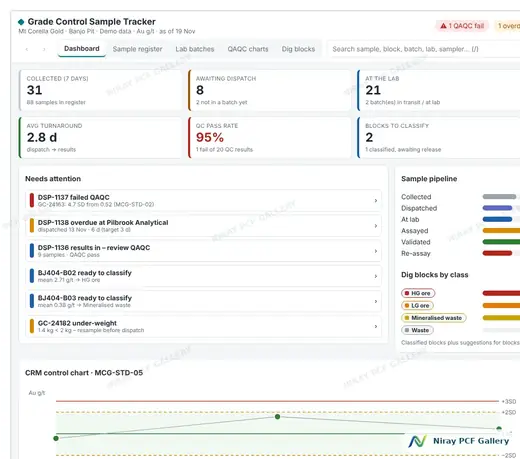 Grade Control Sample Tracker
Mt Corella Gold · Banjo Pit · Demo data · Au g/t · as of 19 Nov
1 QAQC fail
1 overd
Dashboard
Sample register
Lab batches
QAQC charts
Dig blocks
Search sample, block, batch, lab, sampler... (/)
COLLECTED (7 DAYS)
31
88 samples in register
AWAITING DISPATCH
8
2 not in a batch yet
AT THE LAB
21
2 batch(es) in transit / at lab
AVG TURNAROUND
2.8 d
dispatch → results
QC PASS RATE
95%
1 fail of 20 QC results
BLOCKS TO CLASSIFY
2
1 classified, awaiting release
Needs attention
DSP-1137 failed QAQC
GC-24163: 4.7 SD from 0.52 (MCG-STD-02)
DSP-1138 overdue at Pilbrook Analytical
dispatched 13 Nov · 6 d (target 3 d)
DSP-1136 results in – review QAQC
9 samples · QAQC pass
BJ404-B02 ready to classify
mean 2.71 g/t → HG ore
BJ404-B03 ready to classify
mean 0.38 g/t → Mineralised waste
GC-24182 under-weight
1.4 kg < 2 kg – resample before dispatch
Sample pipeline
Collected
Dispatched
At lab
Assayed
Validated
Re-assay
Dig blocks by class
HG ore
LG ore
Mineralised waste
Waste
Classified blocks plus suggestions for blocks
CRM control chart · MCG-STD-05
Au g/t
+3SD
+2SD
-2SD
NIRAY PCF GALLERY
Niray PCF Gallery